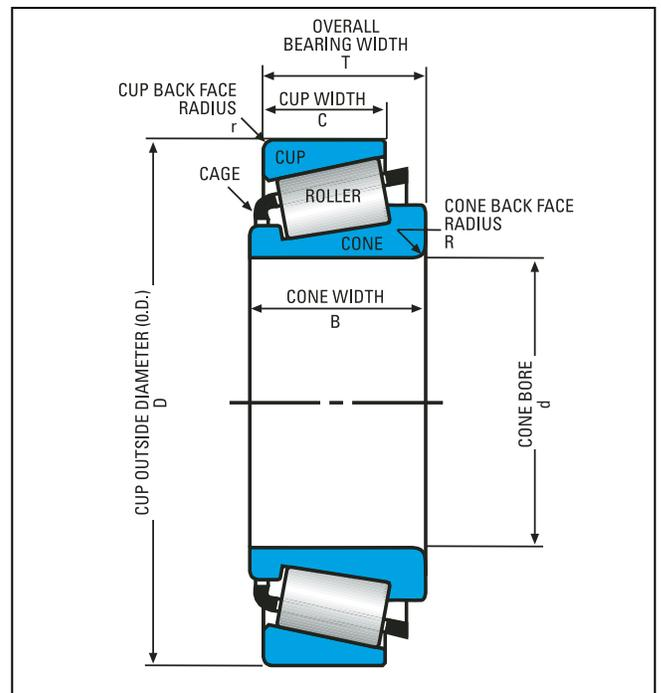 OVERALL
BEARING WIDTH
T
CUP BACK FACE
RADIUS
r
CUP WIDTH
C
CUP
CAGE
ROLLER
CONE BACK FACE
RADIUS
R
CONE
CONE WIDTH
B
CUP OUTSIDE DIAMETER (O.D.)
D
CONE BORE
d